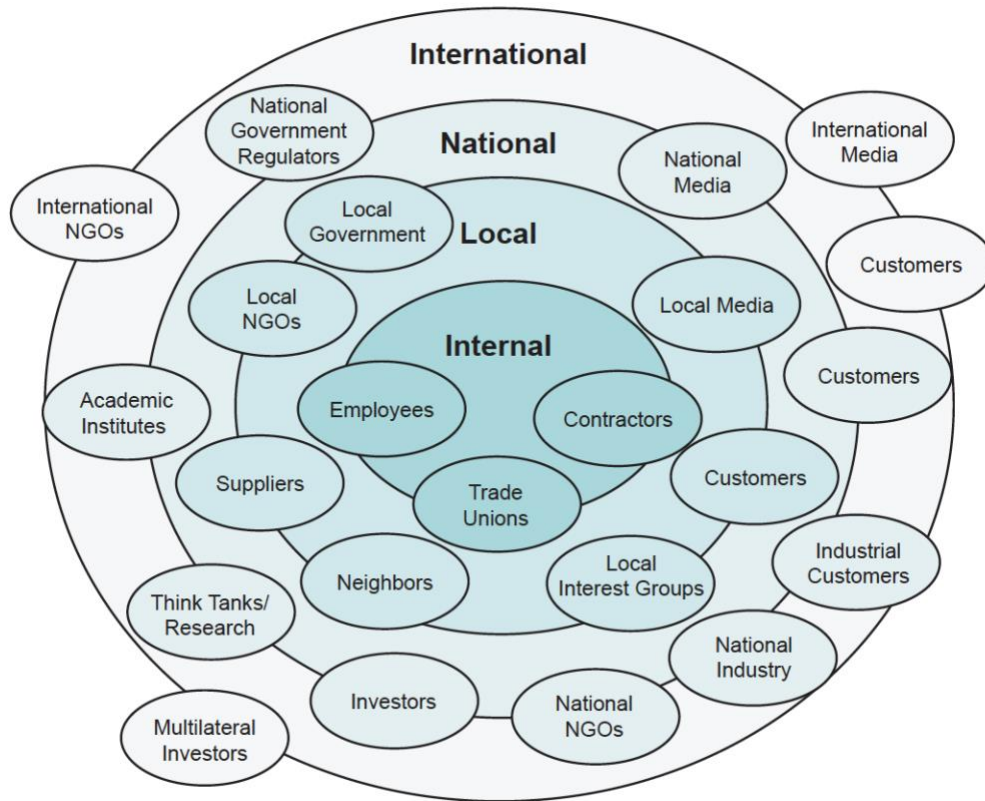 International
National
Government
Regulators
International
Media
National
National
Media
International
NGOs
Local
Government
Local
Customers
Local
NGOs
Local Media
Internal
Customers
Academic
Institutes
Employees
Contractors
Suppliers
Customers
Trade
Unions
Industrial
Customers
Neighbors
Local
Interest Groups
Think Tanks/
Research
National
Industry
Investors
National
NGOs
Multilateral
Investors